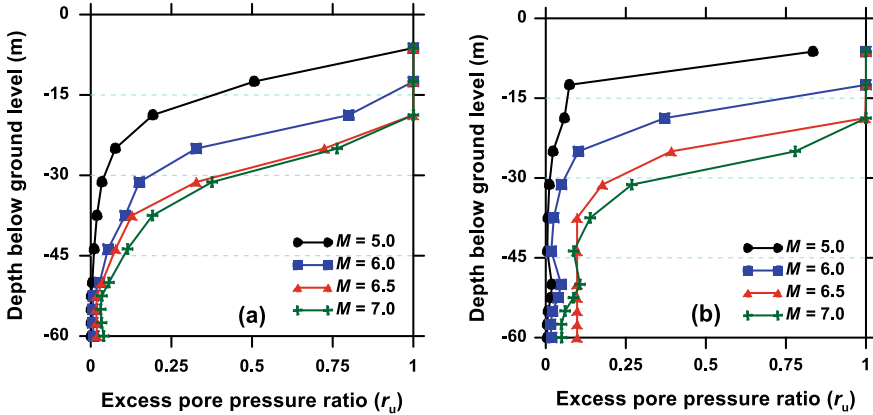 0
-15
-30
-45
-60
Depth below ground level (m)
0
0.25
0.5
0.75
1
Excess pore pressure ratio (rᵤ)
M = 5.0
M = 6.0
M = 6.5
M = 7.0
(a)
0
-15
-30
-45
-60
Depth below ground level (m)
0
0.25
0.5
0.75
1
Excess pore pressure ratio (rᵤ)
M = 5.0
M = 6.0
M = 6.5
M = 7.0
(b)